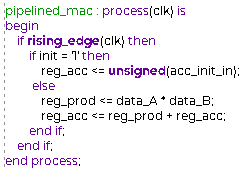 pipelined_mac : process(clk) is
begin
if rising_edge(clk) then
if init = '1' then
reg_acc <= unsigned(acc_init_in);
else
reg_prod <= data_A * data_B;
reg_acc <= reg_prod + reg_acc;
end if;
end if;
end process;